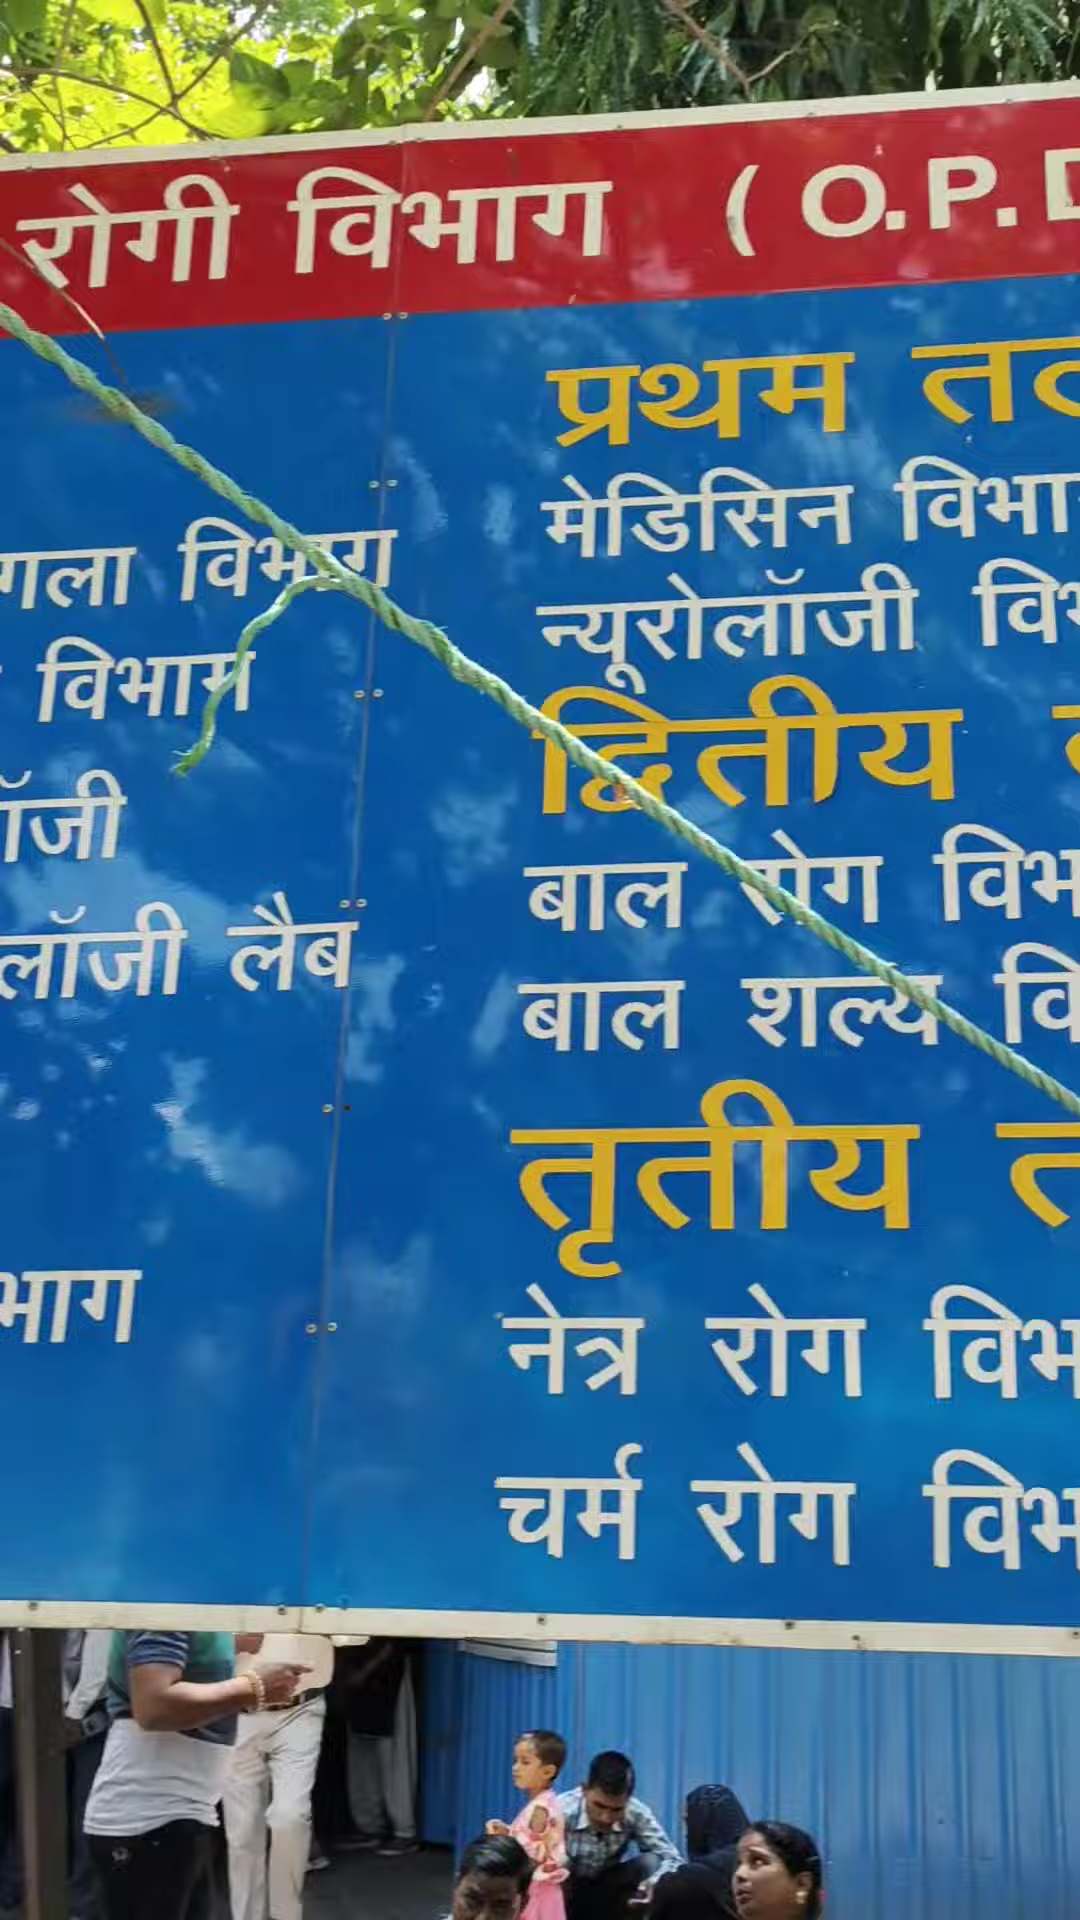 रोगी विभाग ( O.P.D
गला विभाग
विभाग
ॉजी
लॉजी लैब
भाग
प्रथम
मेडिसिन विभाग
न्यूरोलॉजी
द्वितीय
बाल रोग
बाल शल्य
तृतीय
नेत्र रोग
चर्म रोग